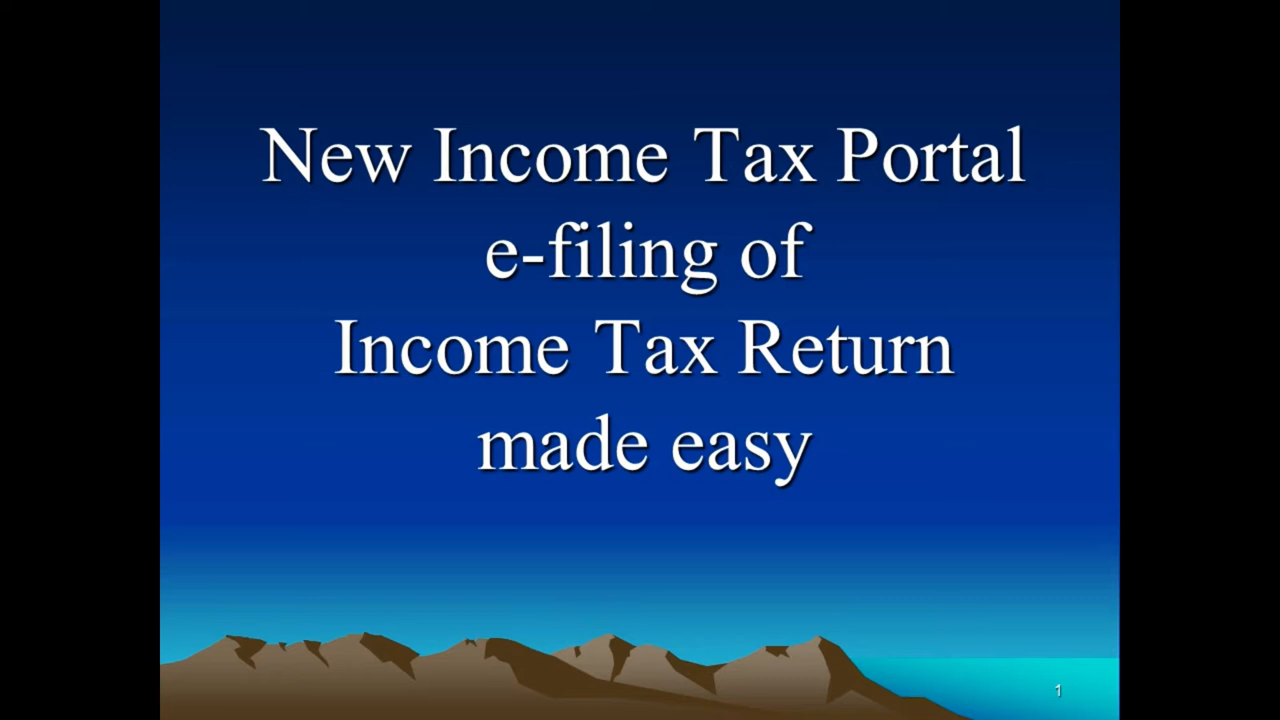 New Income Tax Portal
e-filing of
Income Tax Return
made easy
1